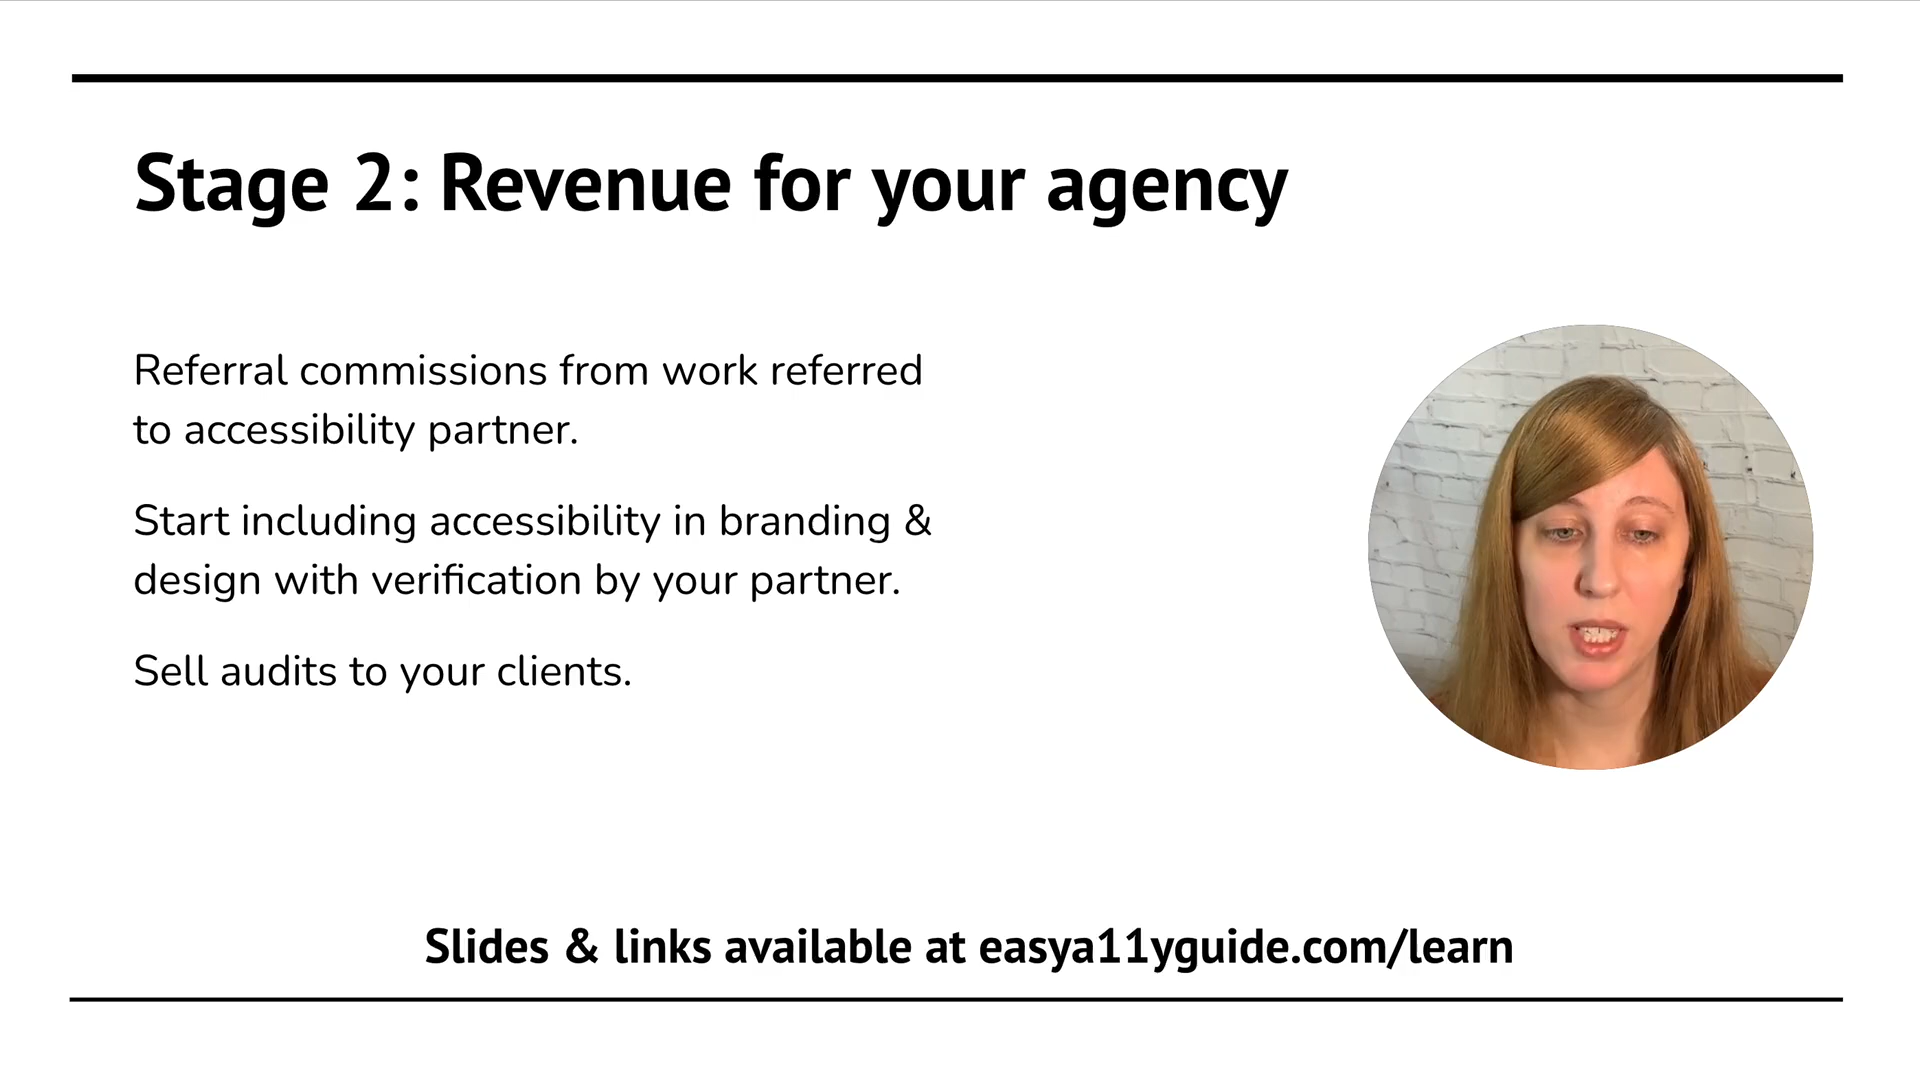 Stage 2: Revenue for your agency
Referral commissions from work referred
to accessibility partner.
Start including accessibility in branding &
design with verification by your partner.
Sell audits to your clients.
Slides & links available at easya11yguide.com/learn